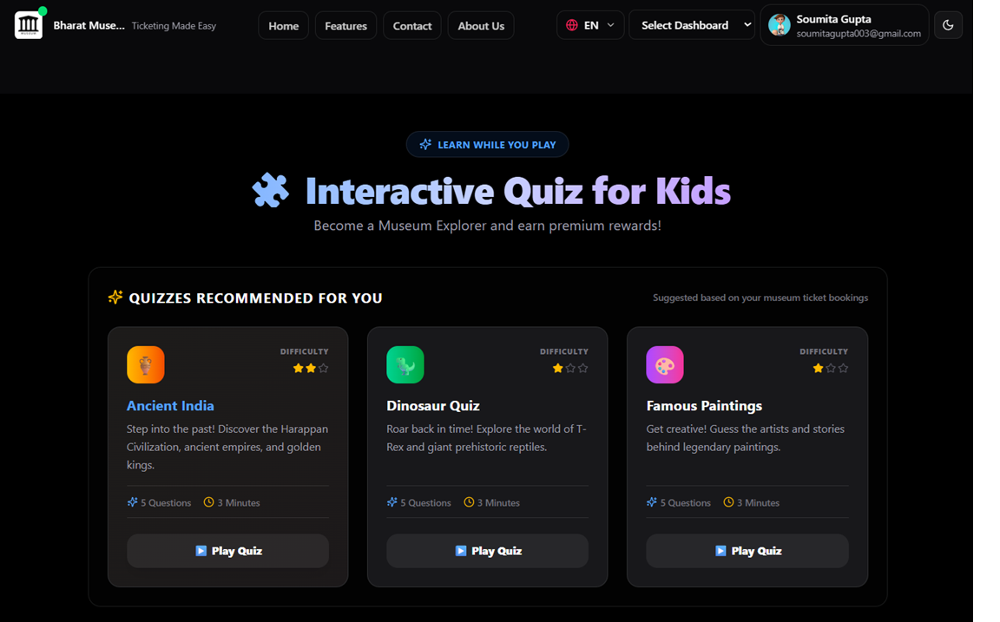 Bharat Muse... Ticketing Made Easy Home Features Contact About Us EN Select Dashboard Soumita Gupta
soumitagupta003@gmail.com
LEARN WHILE YOU PLAY
Interactive Quiz for Kids
Become a Museum Explorer and earn premium rewards!
QUIZZES RECOMMENDED FOR YOU
Suggested based on your museum ticket bookings
DIFFICULTY
Ancient India
Step into the past! Discover the Harappan
Civilization, ancient empires, and golden
kings.
5 Questions 3 Minutes
Play Quiz
DIFFICULTY
Dinosaur Quiz
Roar back in time! Explore the world of T-
Rex and giant prehistoric reptiles.
5 Questions 3 Minutes
Play Quiz
DIFFICULTY
Famous Paintings
Get creative! Guess the artists and stories
behind legendary paintings.
5 Questions 3 Minutes
Play Quiz